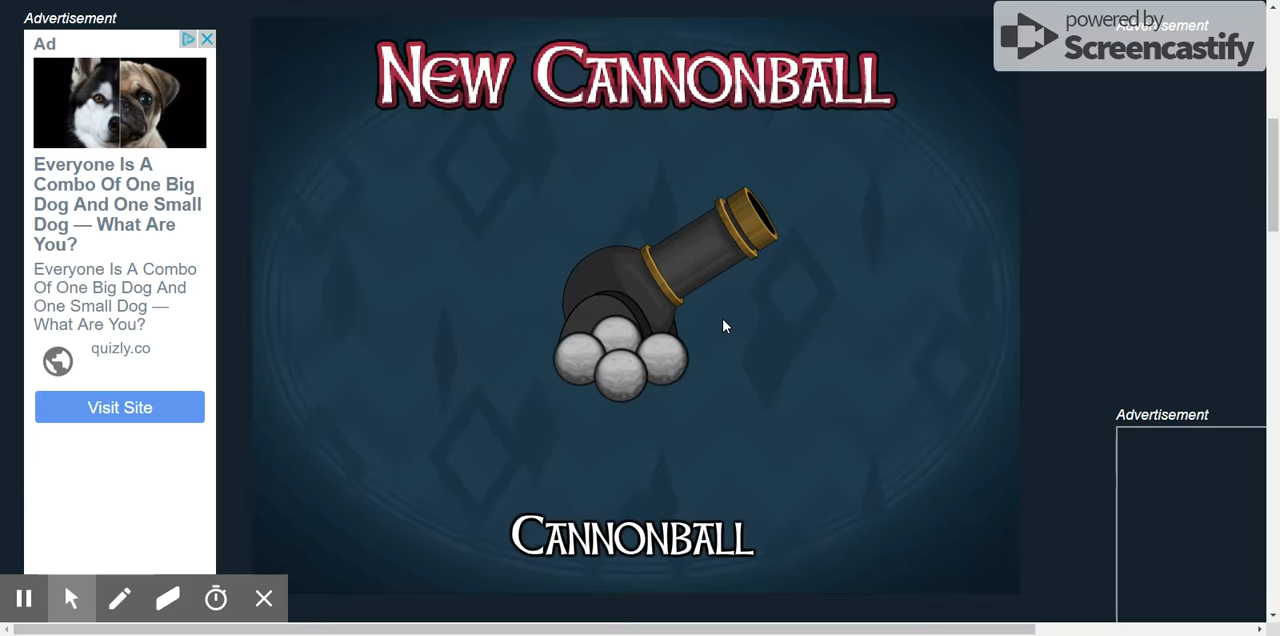 Advertisement
Ad
Everyone Is A
Combo Of One Big
Dog And One Small
Dog — What Are
You?
Everyone Is A Combo
Of One Big Dog And
One Small Dog —
What Are You?
quizly.co
Visit Site
New Cannonball
Cannonball
powered by
Screencastify
Advertisement
Advertisement